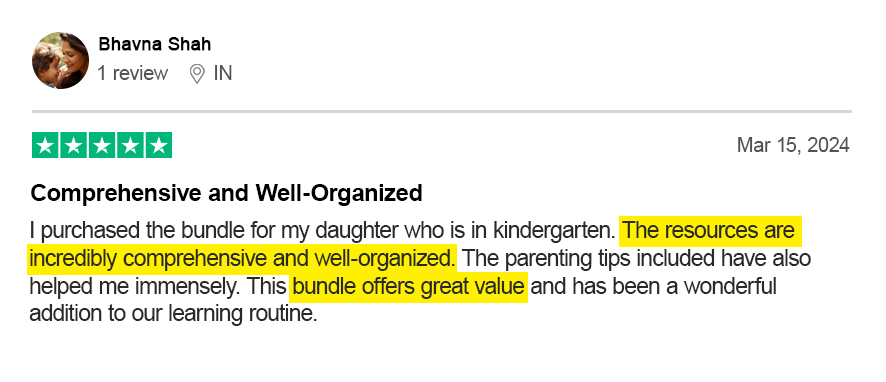 Bhavna Shah
1 review IN
Mar 15, 2024
Comprehensive and Well-Organized
I purchased the bundle for my daughter who is in kindergarten. The resources are
incredibly comprehensive and well-organized. The parenting tips included have also
helped me immensely. This bundle offers great value and has been a wonderful
addition to our learning routine.